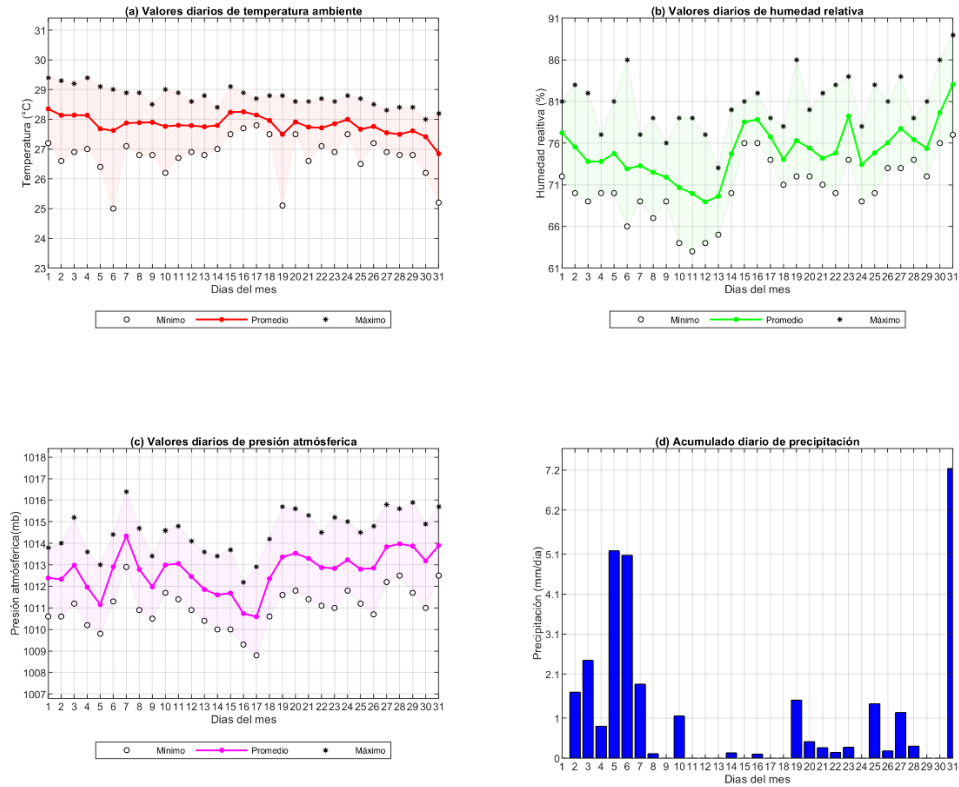 (a) Valores diarios de temperatura ambiente
31
30
29
28
27
26
25
24
23
Temperatura (°C)
1 2 3 4 5 6 7 8 9 10 11 12 13 14 15 16 17 18 19 20 21 22 23 24 25 26 27 28 29 30 31
Dias del mes
Mínimo Promedio Máximo
(b) Valores diarios de humedad relativa
91
86
81
76
71
66
61
Humedad realtiva (%)
1 2 3 4 5 6 7 8 9 10 11 12 13 14 15 16 17 18 19 20 21 22 23 24 25 26 27 28 29 30 31
Dias del mes
Mínimo Promedio Máximo
(c) Valores diarios de presión atmósferica
1018
1016
1015
1014
1013
1011
1010
1009
1008
1007
Presión atmósferica(mb)
1 2 3 4 5 6 7 8 9 10 11 12 13 14 15 16 17 18 19 20 21 22 23 24 25 26 27 28 29 30 31
Dias del mes
Mínimo Promedio Máximo
(d) Acumulado diario de precipitación
7.2
6.2
5.1
4.1
3.1
2.1
1
0
Precipitación (mm/dia)
1 2 3 4 5 6 7 8 9 10 11 12 13 14 15 16 17 18 19 20 21 22 23 24 25 26 27 28 29 30 31
Dias del mes